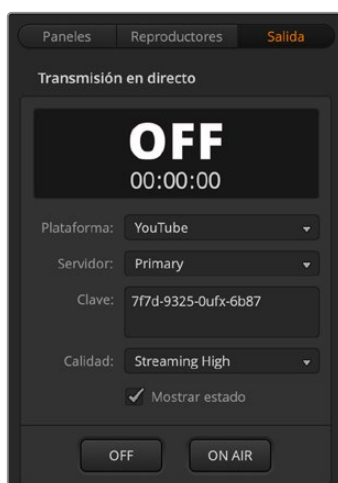 Paneles Reproductores Salida
Transmisión en directo
OFF
00:00:00
Plataforma: YouTube
Servidor: Primary
Clave: 7f7d-9325-0ufx-6b87
Calidad: Streaming High
Mostrar estado
OFF ON AIR